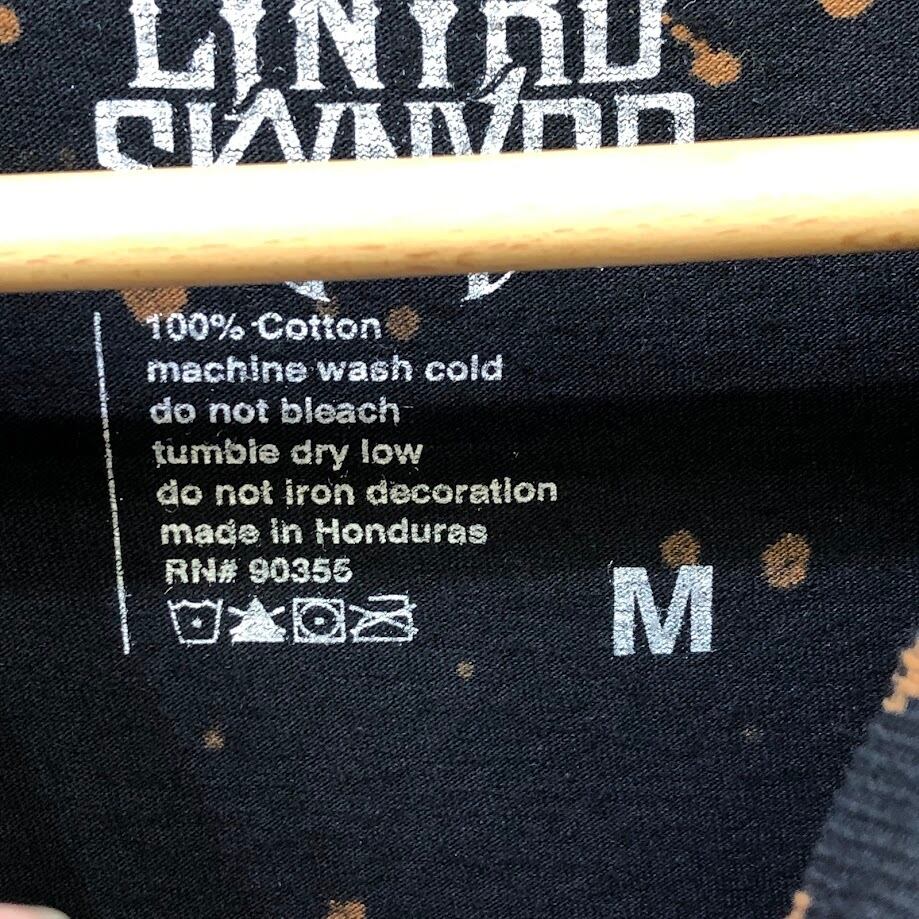 LYNYRD
SKYNYRD
100% Cotton
machine wash cold
do not bleach
tumble dry low
do not iron decoration
made in Honduras
RN# 90355
M